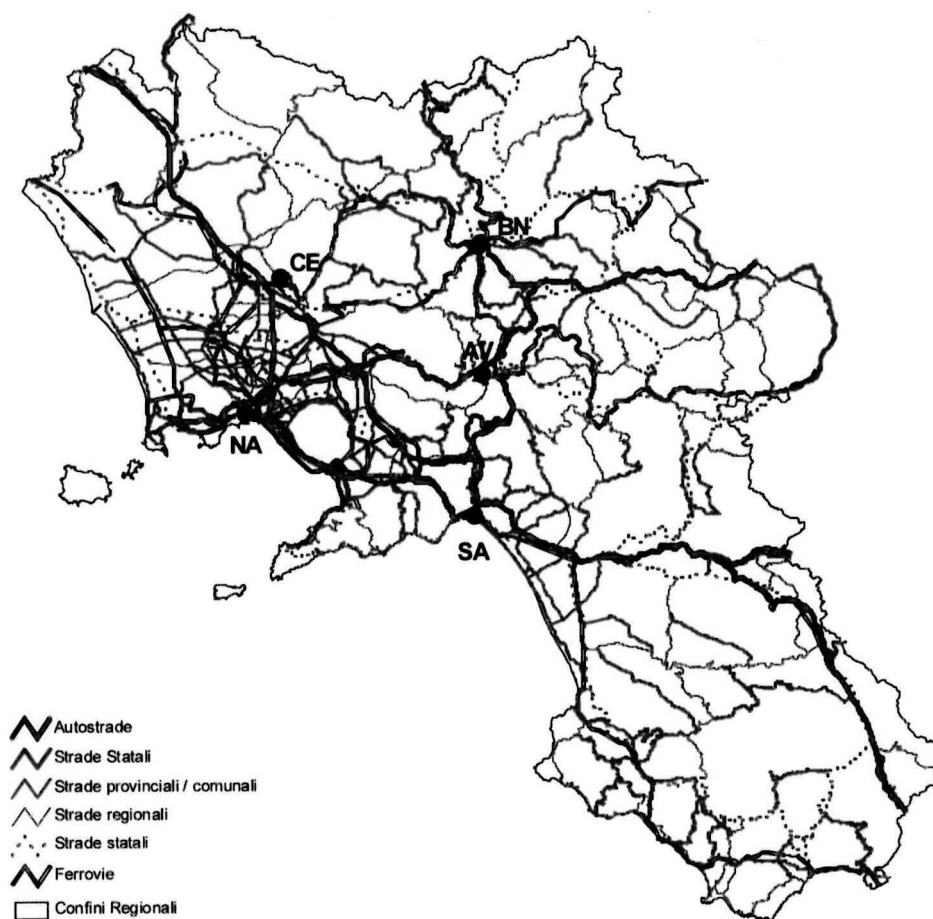 BN
CE
AV
NA
SA
Autostrade
Strade Statali
Strade provinciali / comunali
Strade regionali
Strade statali
Ferrovie
Confini Regionali